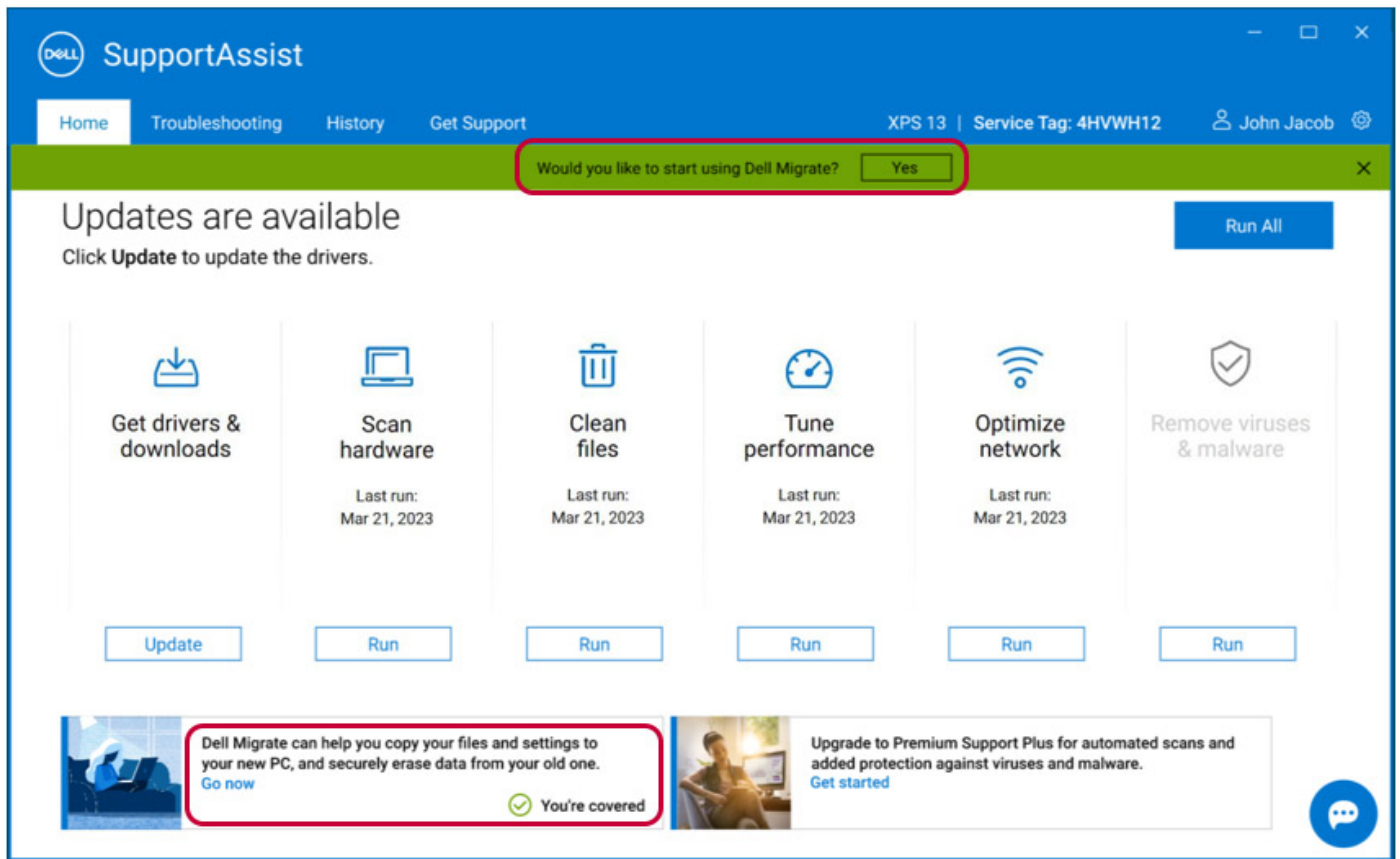 DELL SupportAssist
Home Troubleshooting History Get Support XPS 13 | Service Tag: 4HVWH12 John Jacob
Would you like to start using Dell Migrate? Yes
Updates are available
Run All
Click Update to update the drivers.
Get drivers &
downloads
Update
Scan
hardware
Last run:
Mar 21, 2023
Run
Clean
files
Last run:
Mar 21, 2023
Run
Tune
performance
Last run:
Mar 21, 2023
Run
Optimize
network
Last run:
Mar 21, 2023
Run
Remove viruses
& malware
Run
Dell Migrate can help you copy your files and settings to
your new PC, and securely erase data from your old one.
Go now
You're covered
Upgrade to Premium Support Plus for automated scans and
added protection against viruses and malware.
Get started